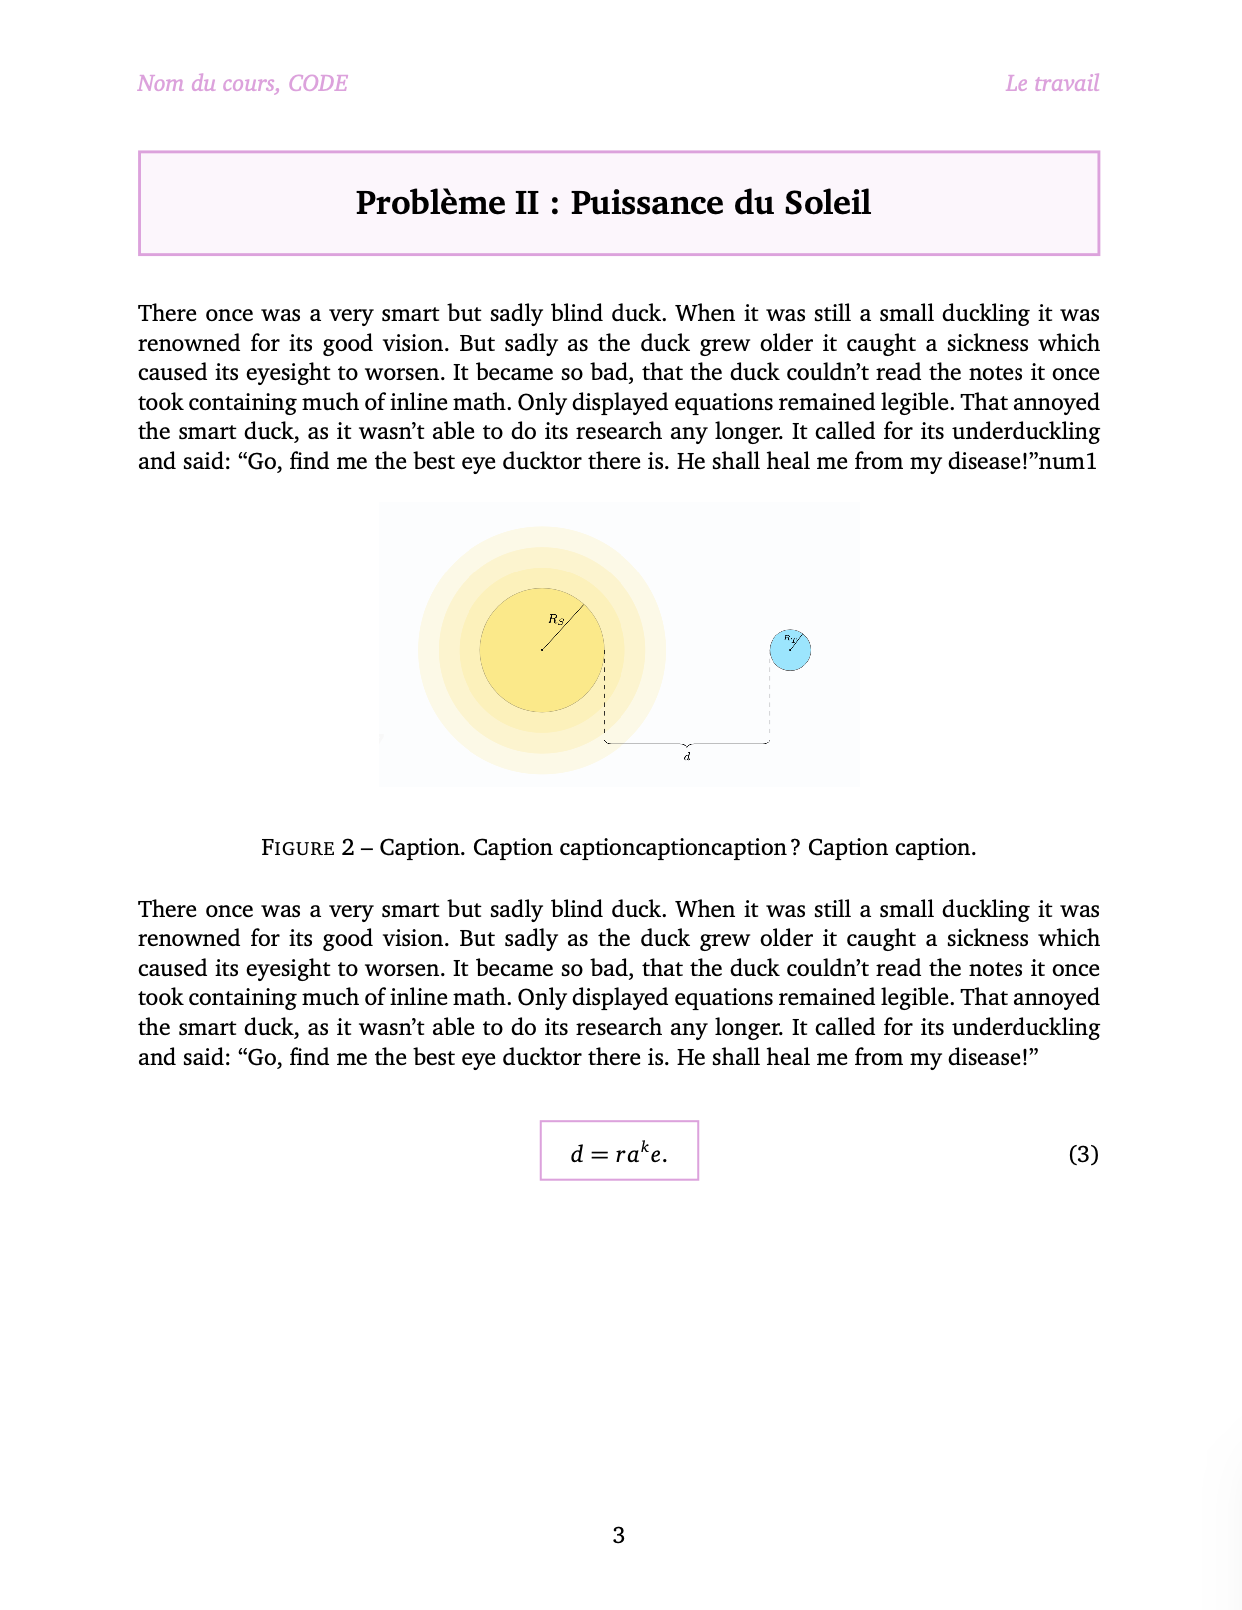 Nom du cours, CODE Le travail
Problème II : Puissance du Soleil
There once was a very smart but sadly blind duck. When it was still a small duckling it was
renowned for its good vision. But sadly as the duck grew older it caught a sickness which
caused its eyesight to worsen. It became so bad, that the duck couldn’t read the notes it once
took containing much of inline math. Only displayed equations remained legible. That annoyed
the smart duck, as it wasn’t able to do its research any longer. It called for its underduckling
and said: “Go, find me the best eye ducktor there is. He shall heal me from my disease!”num1
R_S
R_T
d
FIGURE 2 – Caption. Caption captioncaptioncaption ? Caption caption.
There once was a very smart but sadly blind duck. When it was still a small duckling it was
renowned for its good vision. But sadly as the duck grew older it caught a sickness which
caused its eyesight to worsen. It became so bad, that the duck couldn’t read the notes it once
took containing much of inline math. Only displayed equations remained legible. That annoyed
the smart duck, as it wasn’t able to do its research any longer. It called for its underduckling
and said: “Go, find me the best eye ducktor there is. He shall heal me from my disease!”
d = ra^k e. (3)
3